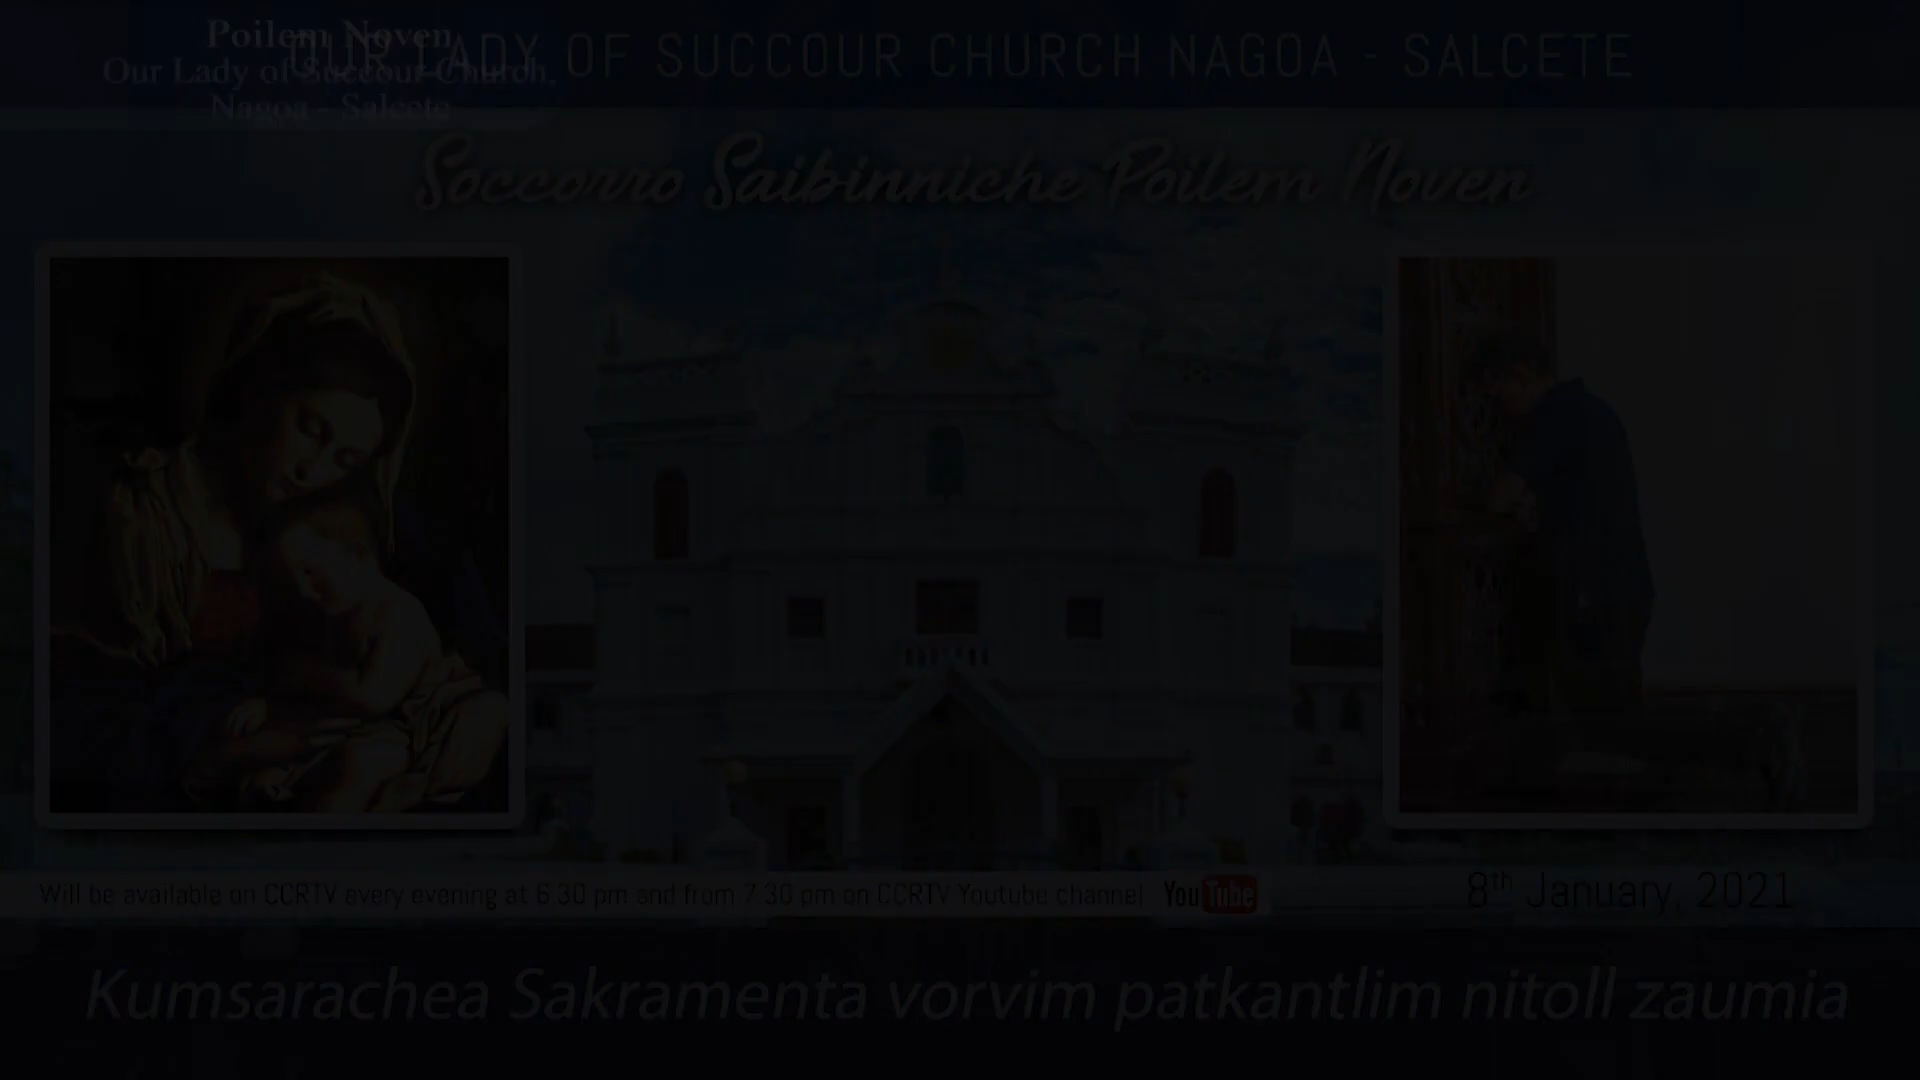 Poilem Noven
Our Lady of Succour Church,
Nagoa - Salcete
OUR LADY OF SUCCOUR CHURCH NAGOA - SALCETE
Soccorro Saibinniche Poilem Noven
Will be available on CCRTV every evening at 6.30 pm and from 7.30 pm on CCRTV Youtube channel YouTube
8th January, 2021
Kumsarachea Sakramenta vorvim patkantlim nitoll zaumia